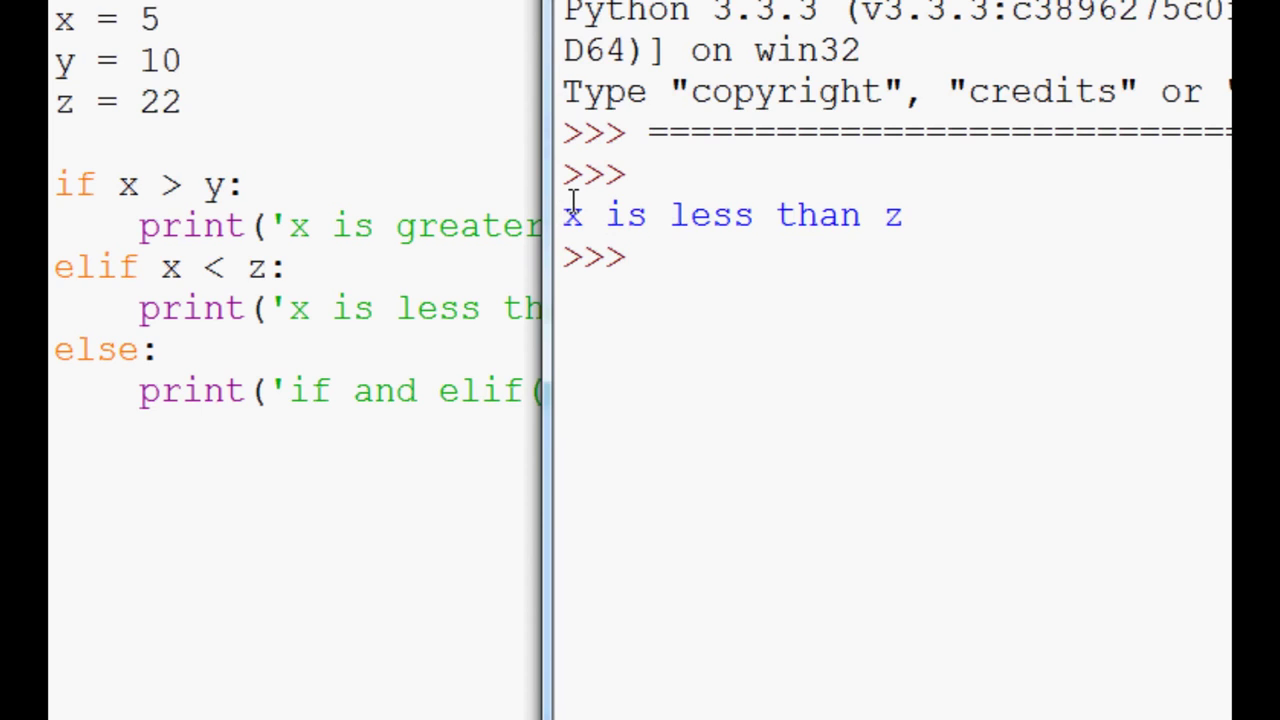 x = 5
y = 10
z = 22
if x > y:
print('x is greater
elif x < z:
print('x is less th
else:
print('if and elif(
Python 3.3.3 (v3.3.3:c3896275c0
D64)] on win32
Type "copyright", "credits" or
>>> ============================
>>>
x is less than z
>>>